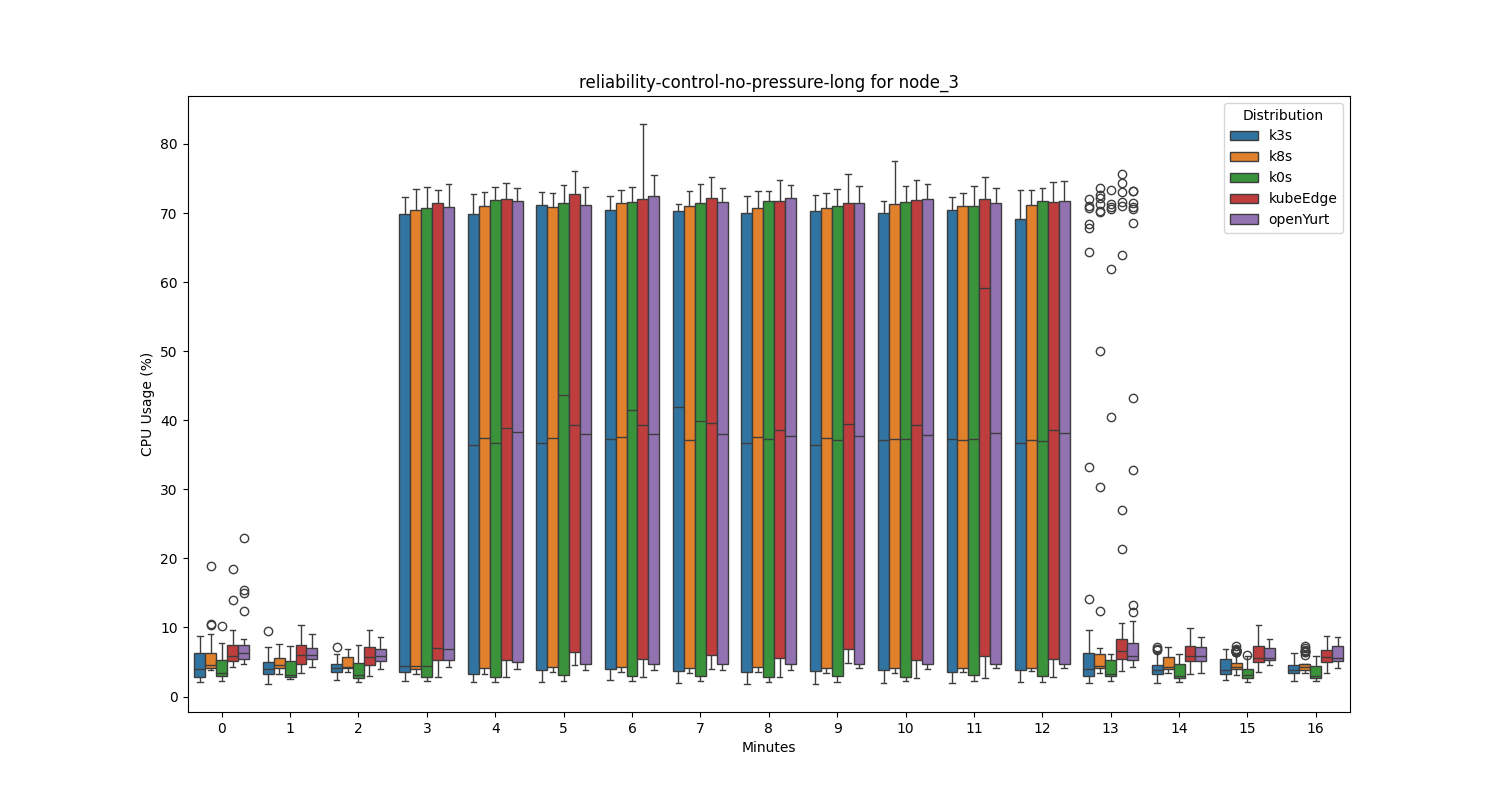 reliability-control-no-pressure-long for node_3
Distribution
k3s
k8s
k0s
kubeEdge
openYurt
CPU Usage (%)
80
70
60
50
40
30
20
10
0
0 1 2 3 4 5 6 7 8 9 10 11 12 13 14 15 16
Minutes